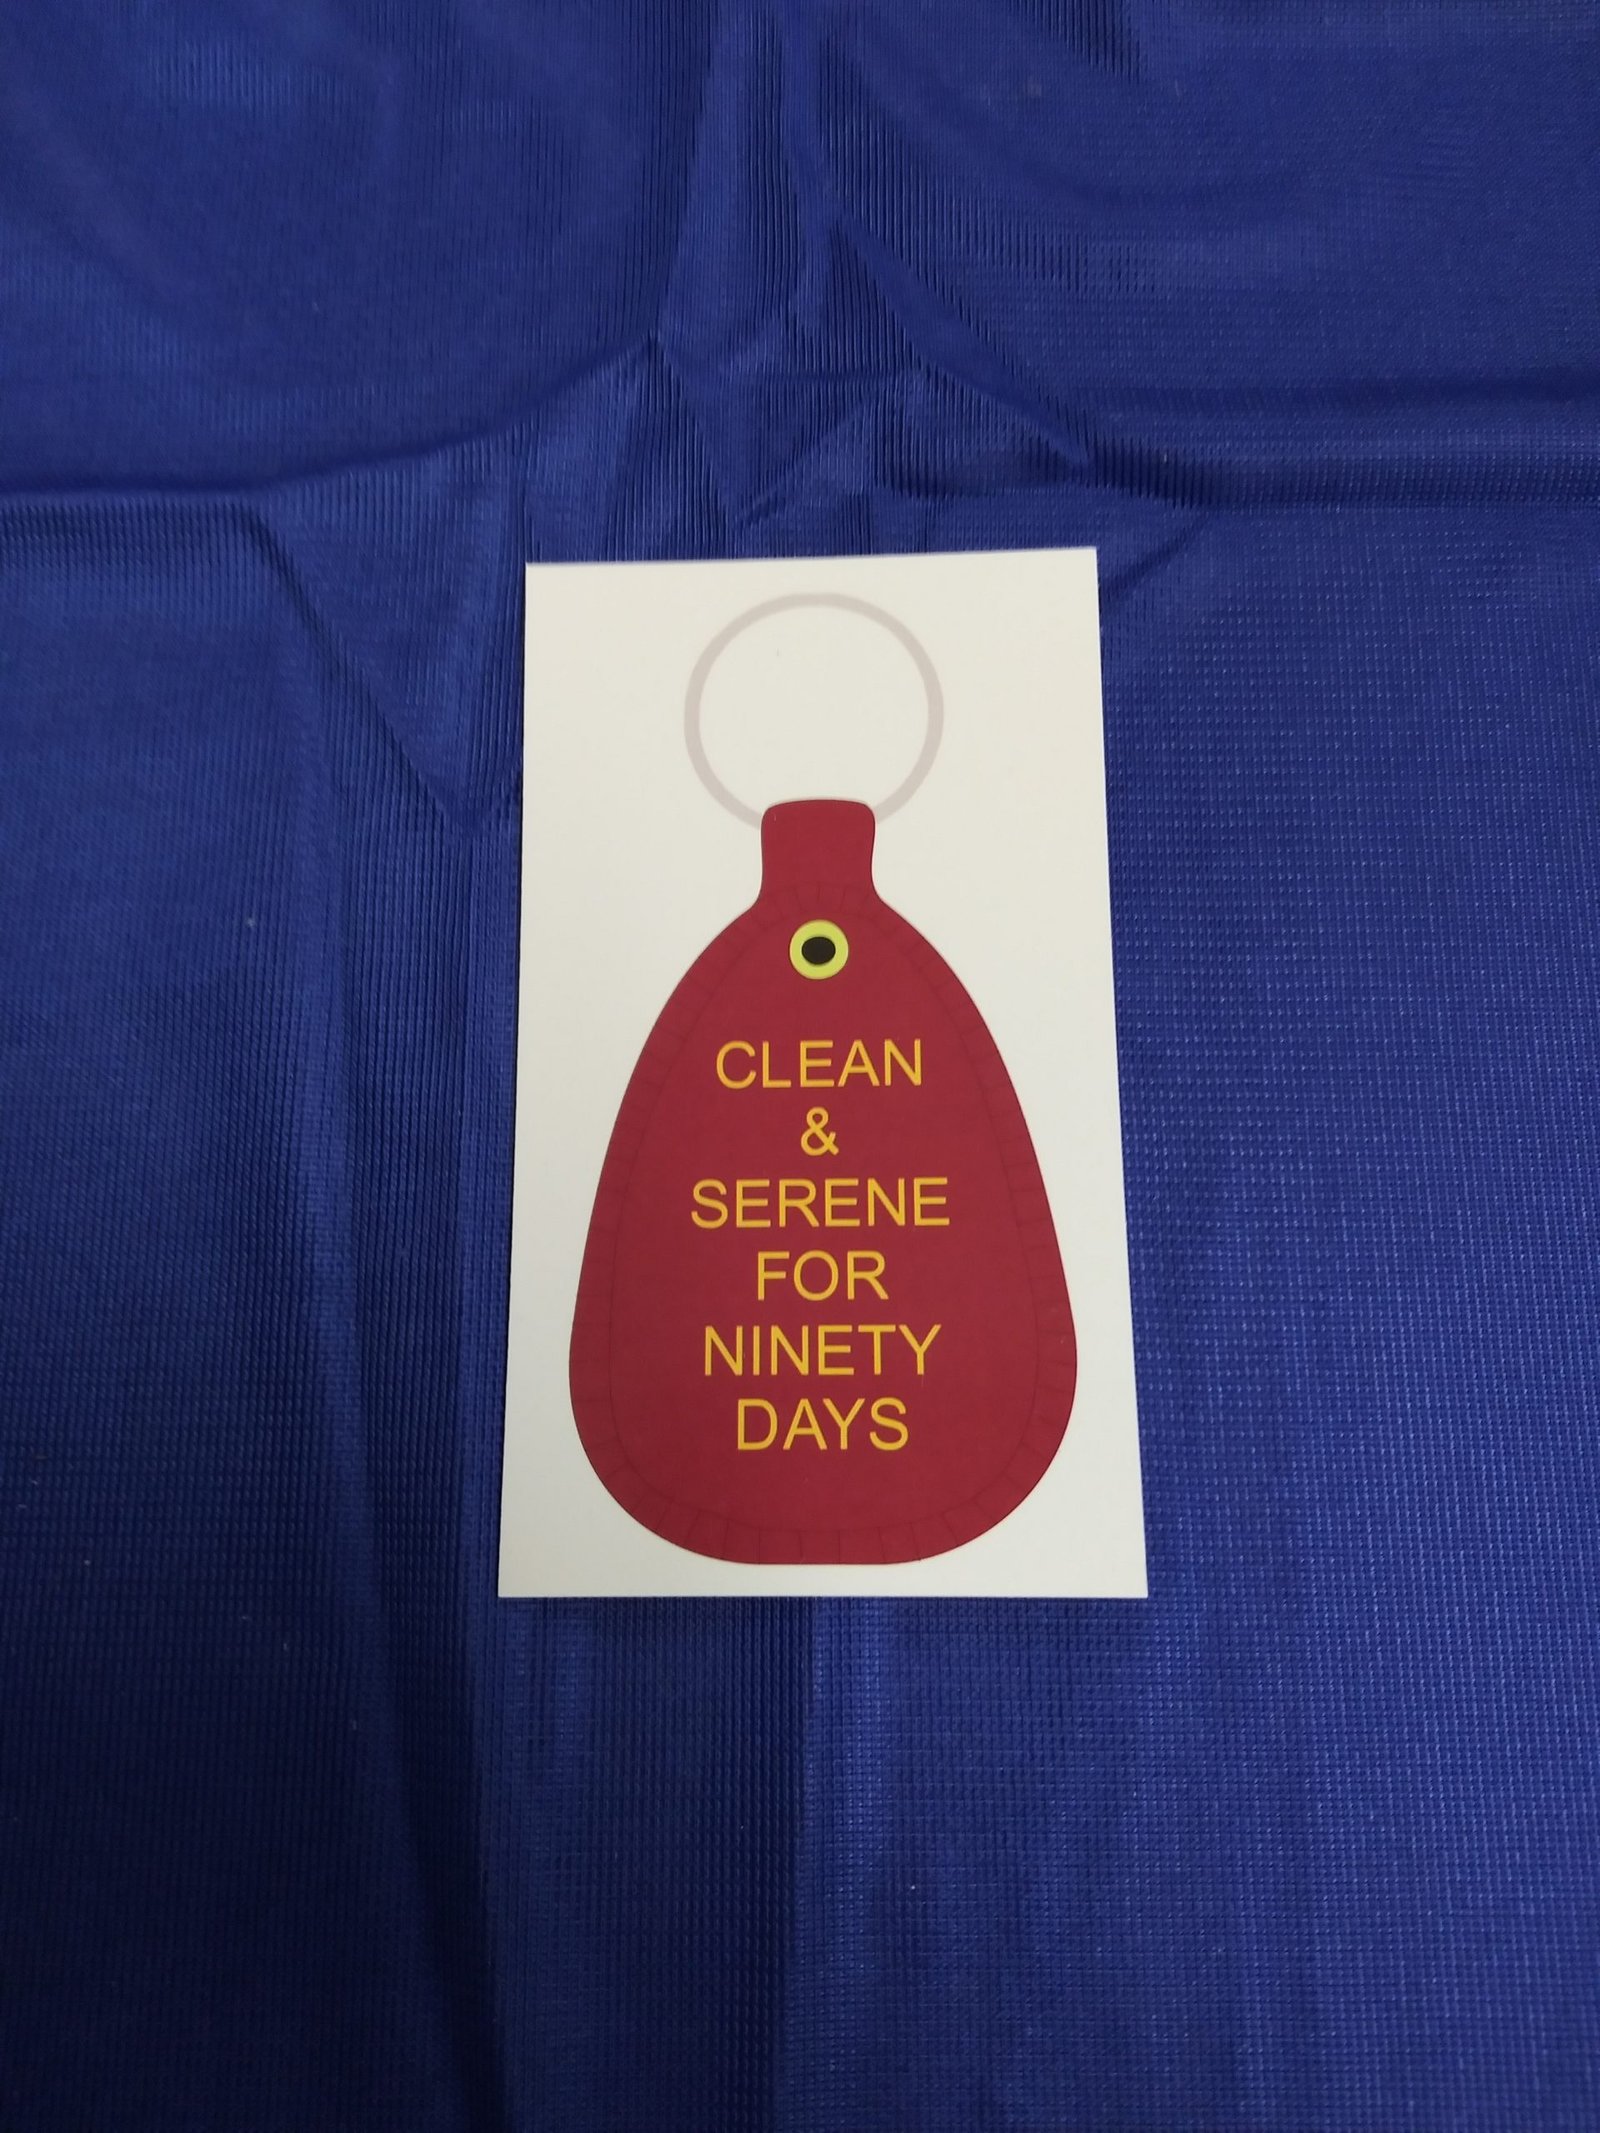 CLEAN
&
SERENE
FOR
NINETY
DAYS